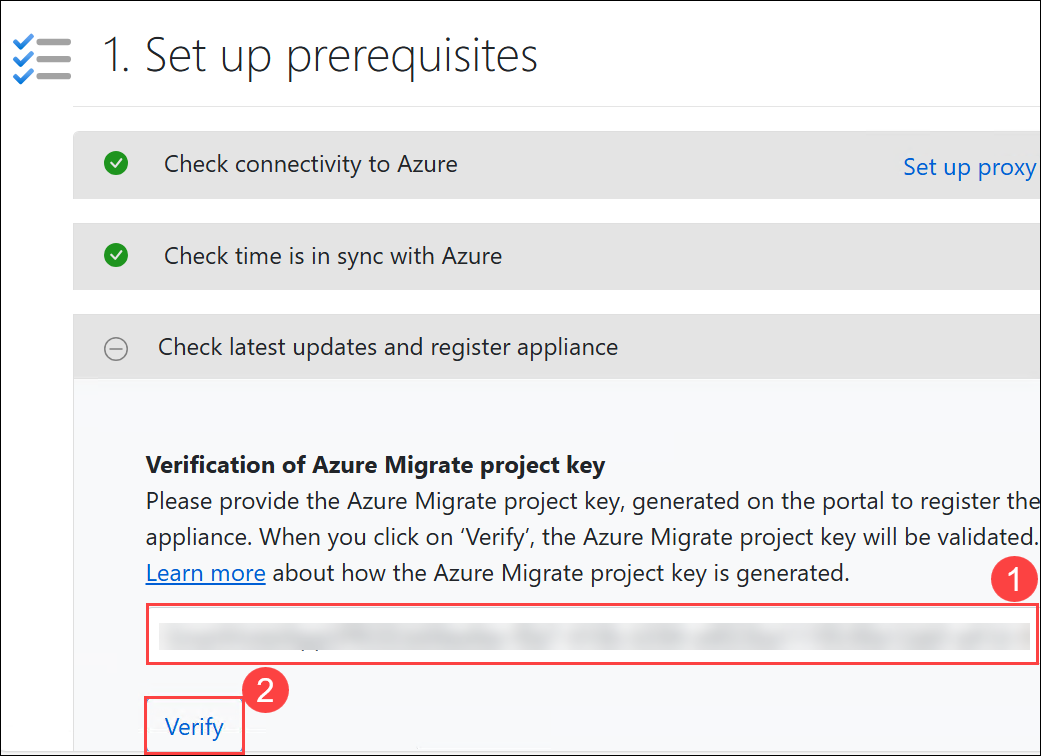 1. Set up prerequisites
Check connectivity to Azure
Set up proxy
Check time is in sync with Azure
Check latest updates and register appliance
Verification of Azure Migrate project key
Please provide the Azure Migrate project key, generated on the portal to register the
appliance. When you click on ‘Verify’, the Azure Migrate project key will be validated.
Learn more about how the Azure Migrate project key is generated.
1
2
Verify